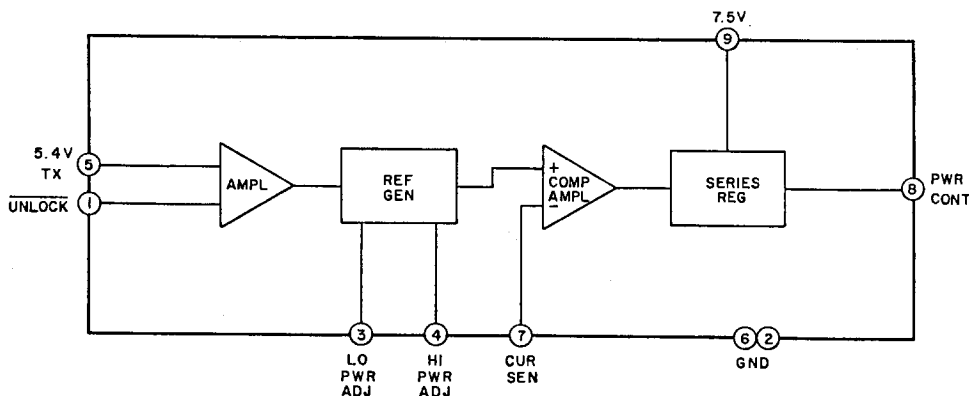 7.5V
9
5.4V
TX
5
UNLOCK
1
AMPL
REF
GEN
+
COMP
AMPL
−
SERIES
REG
8
PWR
CONT
3
LO
PWR
ADJ
4
HI
PWR
ADJ
7
CUR
SEN
6
2
GND